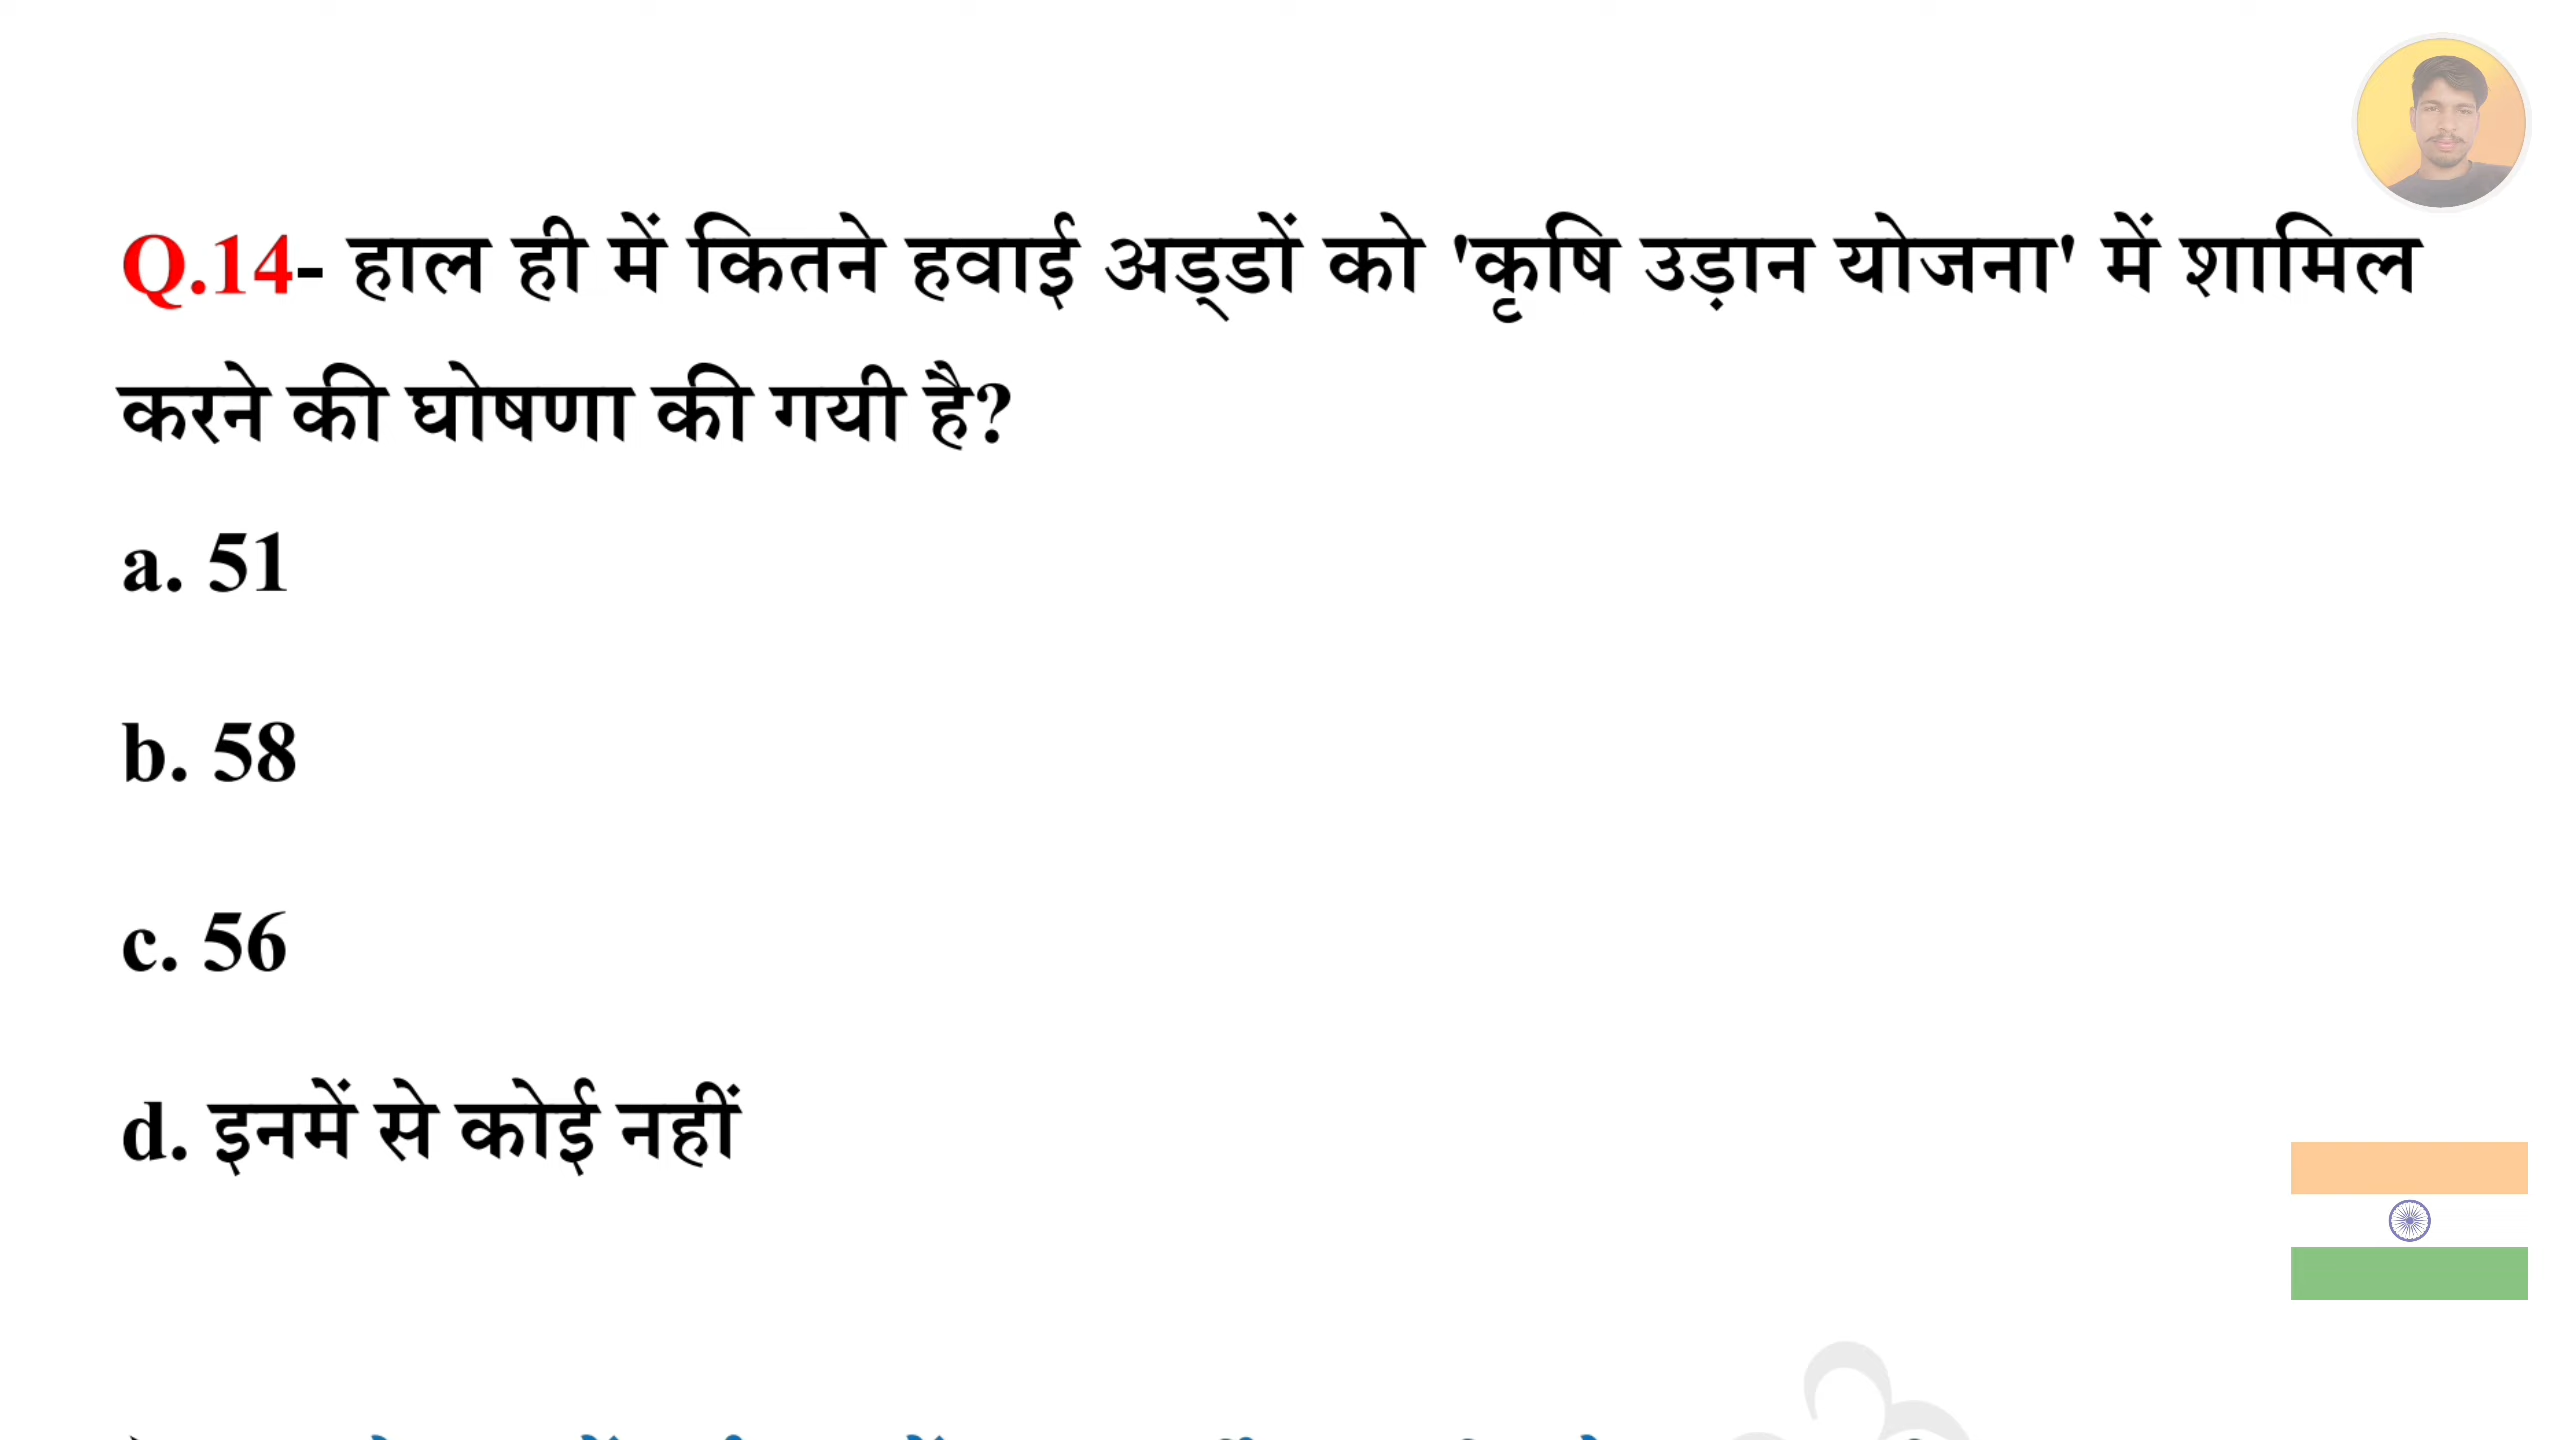 Q.14- हाल ही में कितने हवाई अड्डों को 'कृषि उड़ान योजना' में शामिल
करने की घोषणा की गयी है?
a. 51
b. 58
c. 56
d. इनमें से कोई नहीं